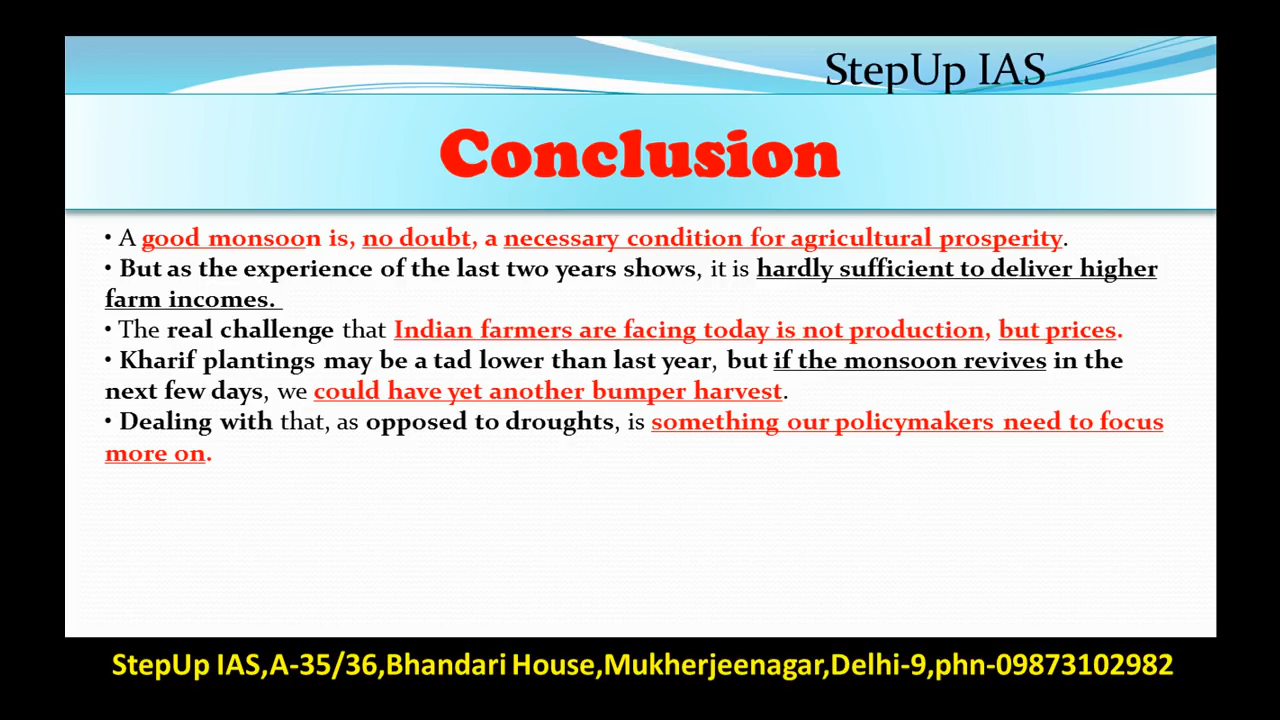 StepUp IAS
Conclusion
• A good monsoon is, no doubt, a necessary condition for agricultural prosperity.
• But as the experience of the last two years shows, it is hardly sufficient to deliver higher
farm incomes.
• The real challenge that Indian farmers are facing today is not production, but prices.
• Kharif plantings may be a tad lower than last year, but if the monsoon revives in the
next few days, we could have yet another bumper harvest.
• Dealing with that, as opposed to droughts, is something our policymakers need to focus
more on.
StepUp IAS,A-35/36,Bhandari House,Mukherjeenagar,Delhi-9,phn-09873102982